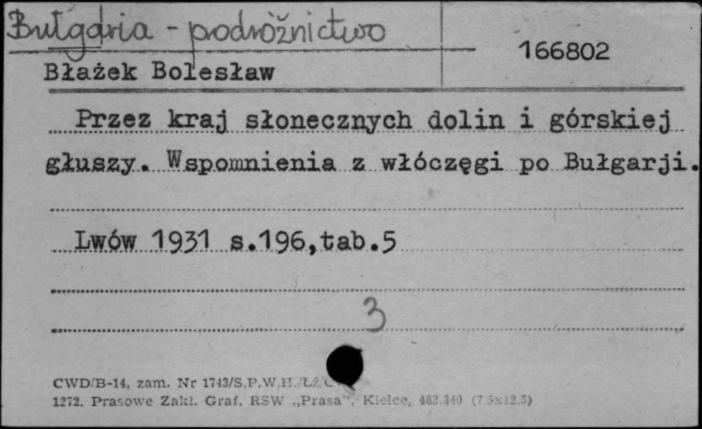 Bułgaria - podróżnictwo
166802
Błażek Bolesław
Przez kraj słonecznych dolin i górskiej
głuszy. Wspomnienia z włóczęgi po Bułgarji.
Lwów 1931 s.196,tab.5
3
CWD/B-14, zam. Nr 1743/S,P.W.H./Łź/
1272. Prasowe Zakł. Graf. RSW „Prasa", Kielce, 483.340 (7.5x12.5)